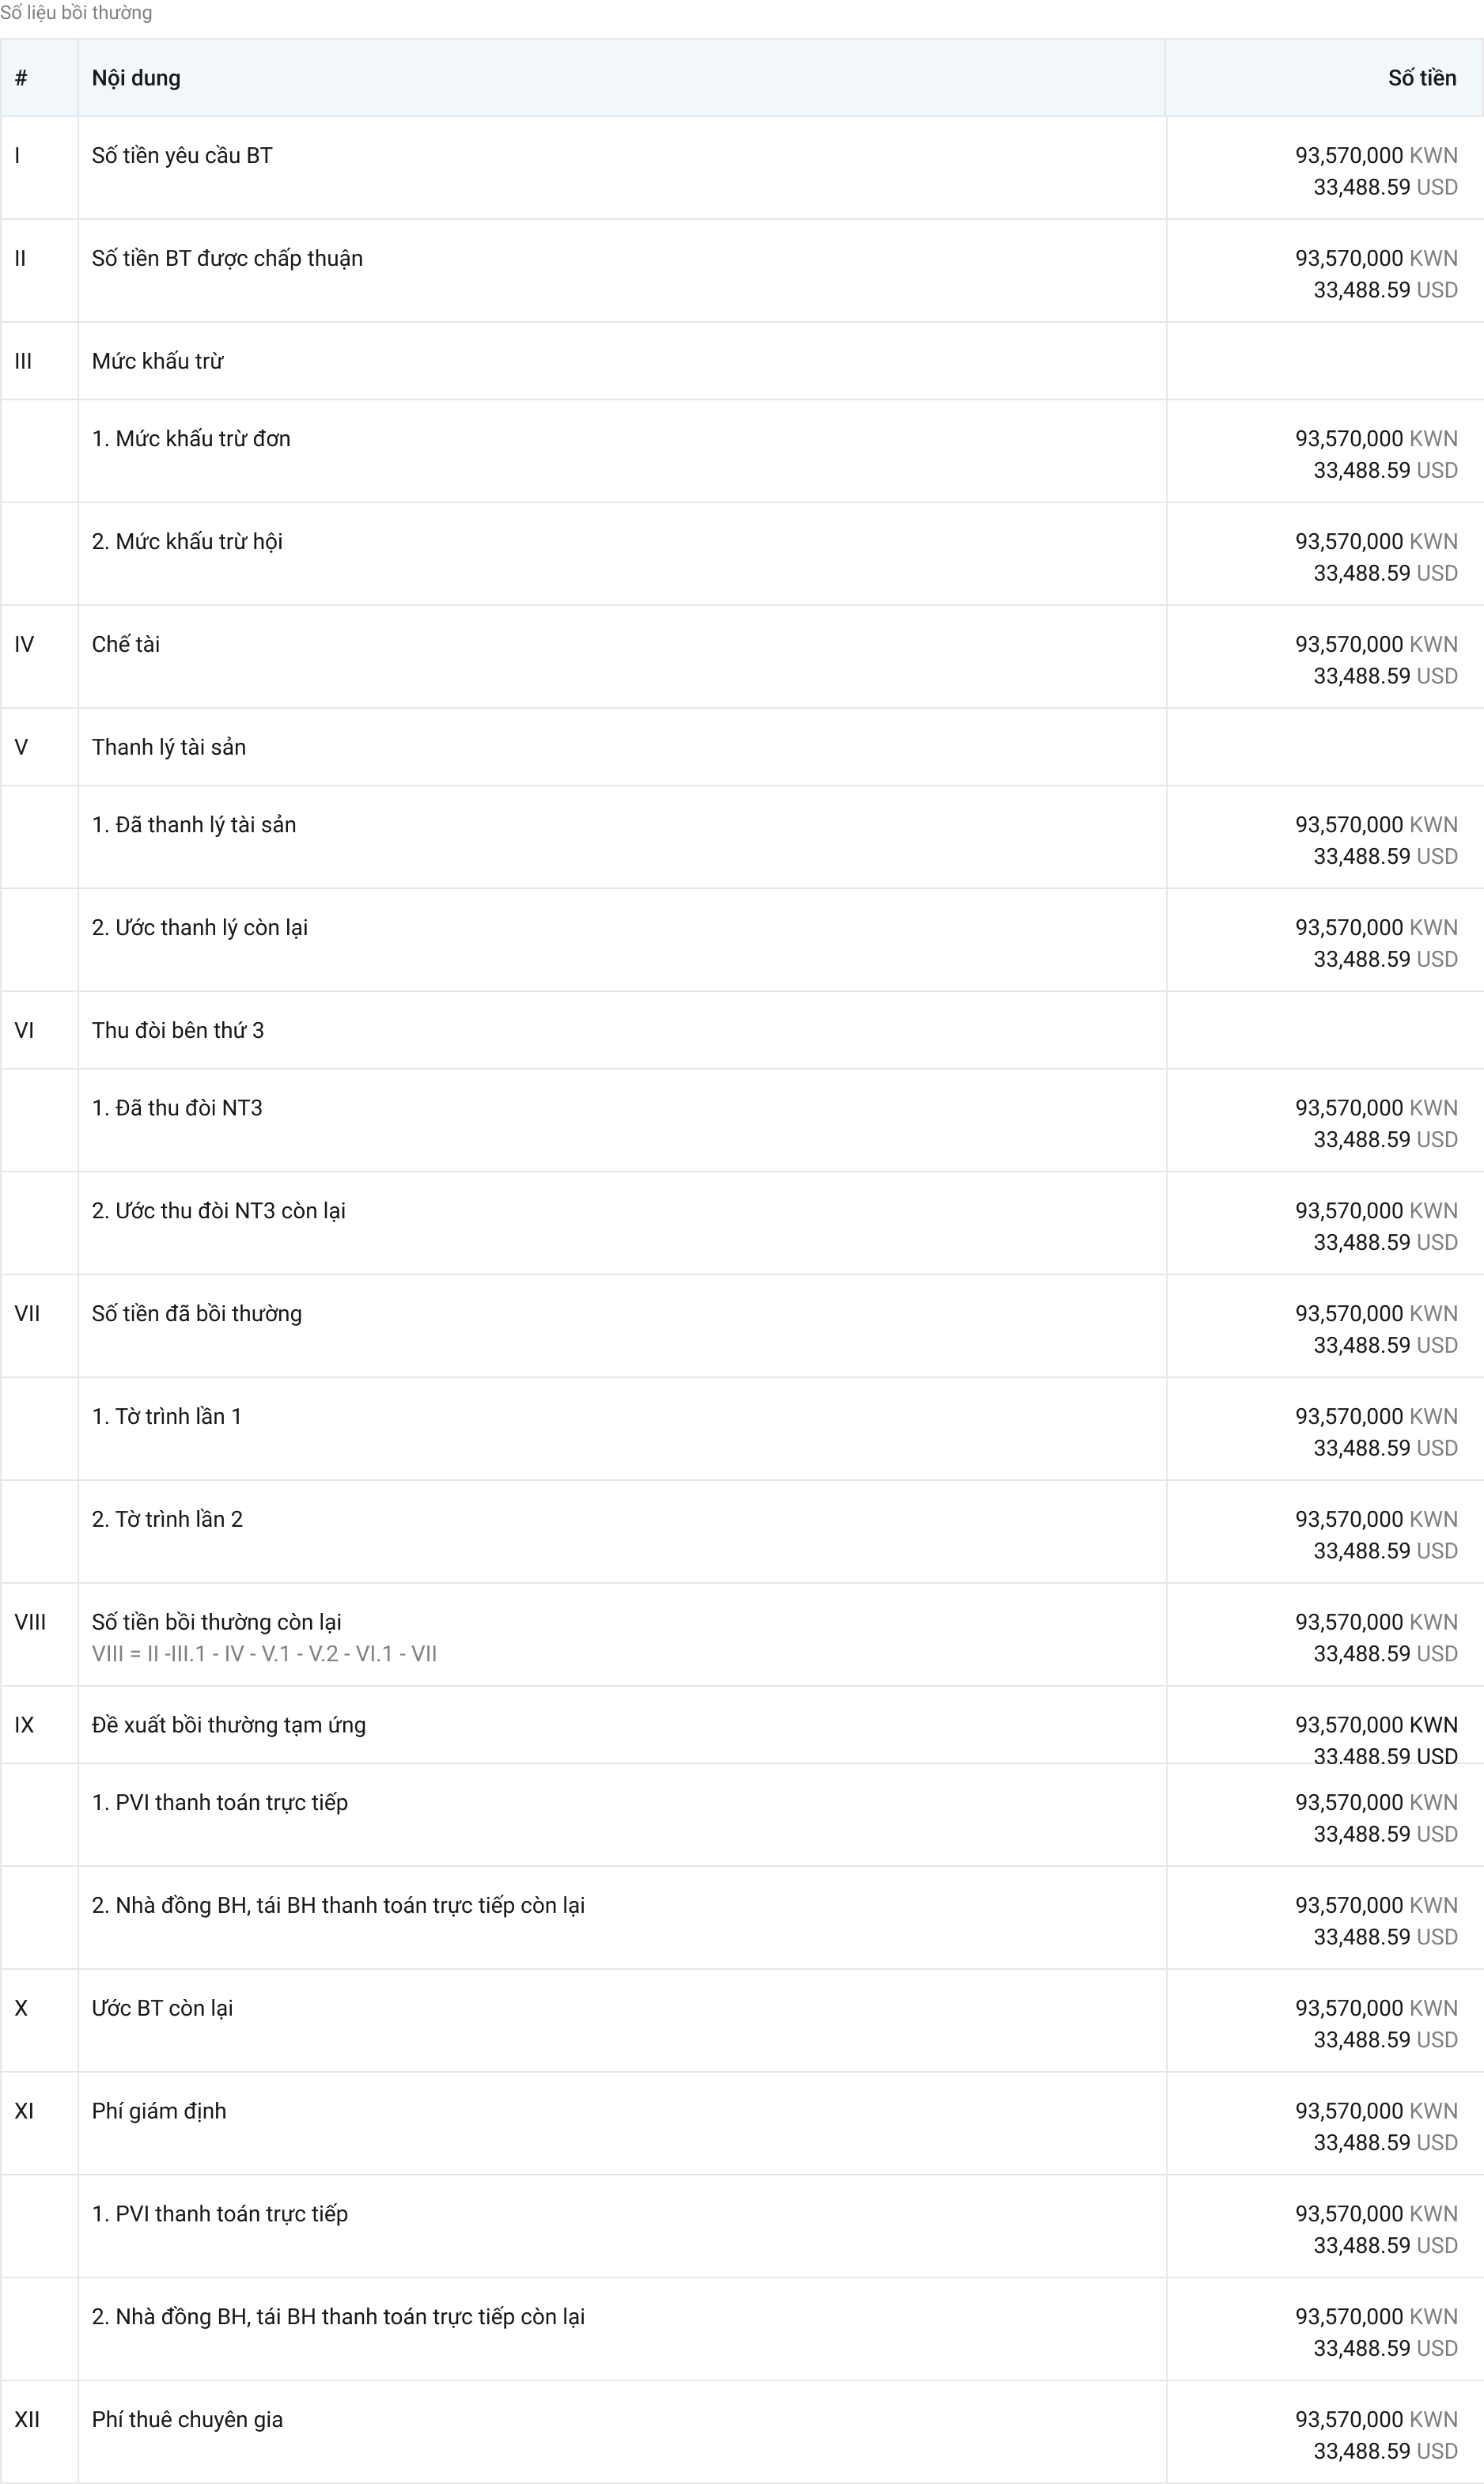 Số liệu bồi thường
# Nội dung Số tiền
I Số tiền yêu cầu BT 93,570,000 KWN
33,488.59 USD
II Số tiền BT được chấp thuận 93,570,000 KWN
33,488.59 USD
III Mức khấu trừ
1. Mức khấu trừ đơn 93,570,000 KWN
33,488.59 USD
2. Mức khấu trừ hội 93,570,000 KWN
33,488.59 USD
IV Chế tài 93,570,000 KWN
33,488.59 USD
V Thanh lý tài sản
1. Đã thanh lý tài sản 93,570,000 KWN
33,488.59 USD
2. Ước thanh lý còn lại 93,570,000 KWN
33,488.59 USD
VI Thu đòi bên thứ 3
1. Đã thu đòi NT3 93,570,000 KWN
33,488.59 USD
2. Ước thu đòi NT3 còn lại 93,570,000 KWN
33,488.59 USD
VII Số tiền đã bồi thường 93,570,000 KWN
33,488.59 USD
1. Tờ trình lần 1 93,570,000 KWN
33,488.59 USD
2. Tờ trình lần 2 93,570,000 KWN
33,488.59 USD
VIII Số tiền bồi thường còn lại 93,570,000 KWN
VIII = II -III.1 - IV - V.1 - V.2 - VI.1 - VII 33,488.59 USD
IX Đề xuất bồi thường tạm ứng 93,570,000 KWN
33,488.59 USD
1. PVI thanh toán trực tiếp 93,570,000 KWN
33,488.59 USD
2. Nhà đồng BH, tái BH thanh toán trực tiếp còn lại 93,570,000 KWN
33,488.59 USD
X Ước BT còn lại 93,570,000 KWN
33,488.59 USD
XI Phí giám định 93,570,000 KWN
33,488.59 USD
1. PVI thanh toán trực tiếp 93,570,000 KWN
33,488.59 USD
2. Nhà đồng BH, tái BH thanh toán trực tiếp còn lại 93,570,000 KWN
33,488.59 USD
XII Phí thuê chuyên gia 93,570,000 KWN
33,488.59 USD